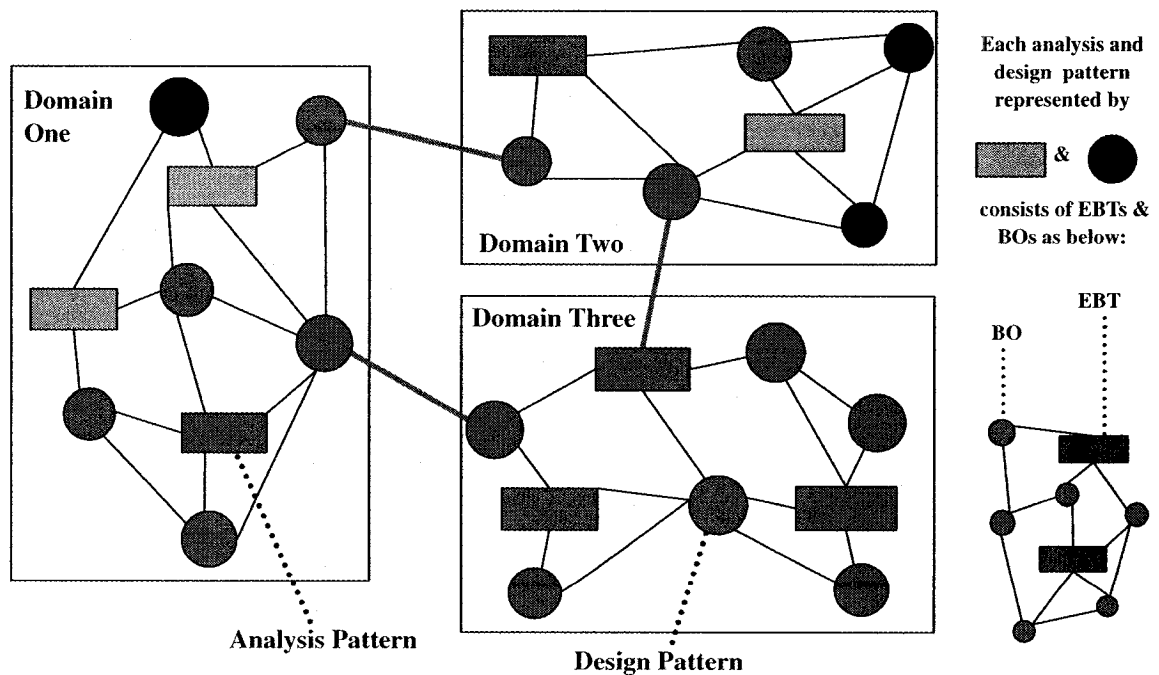 Domain
One
Domain Two
Domain Three
Analysis Pattern
Design Pattern
Each analysis and
design pattern
represented by
&
consists of EBTs &
BOs as below:
EBT
BO